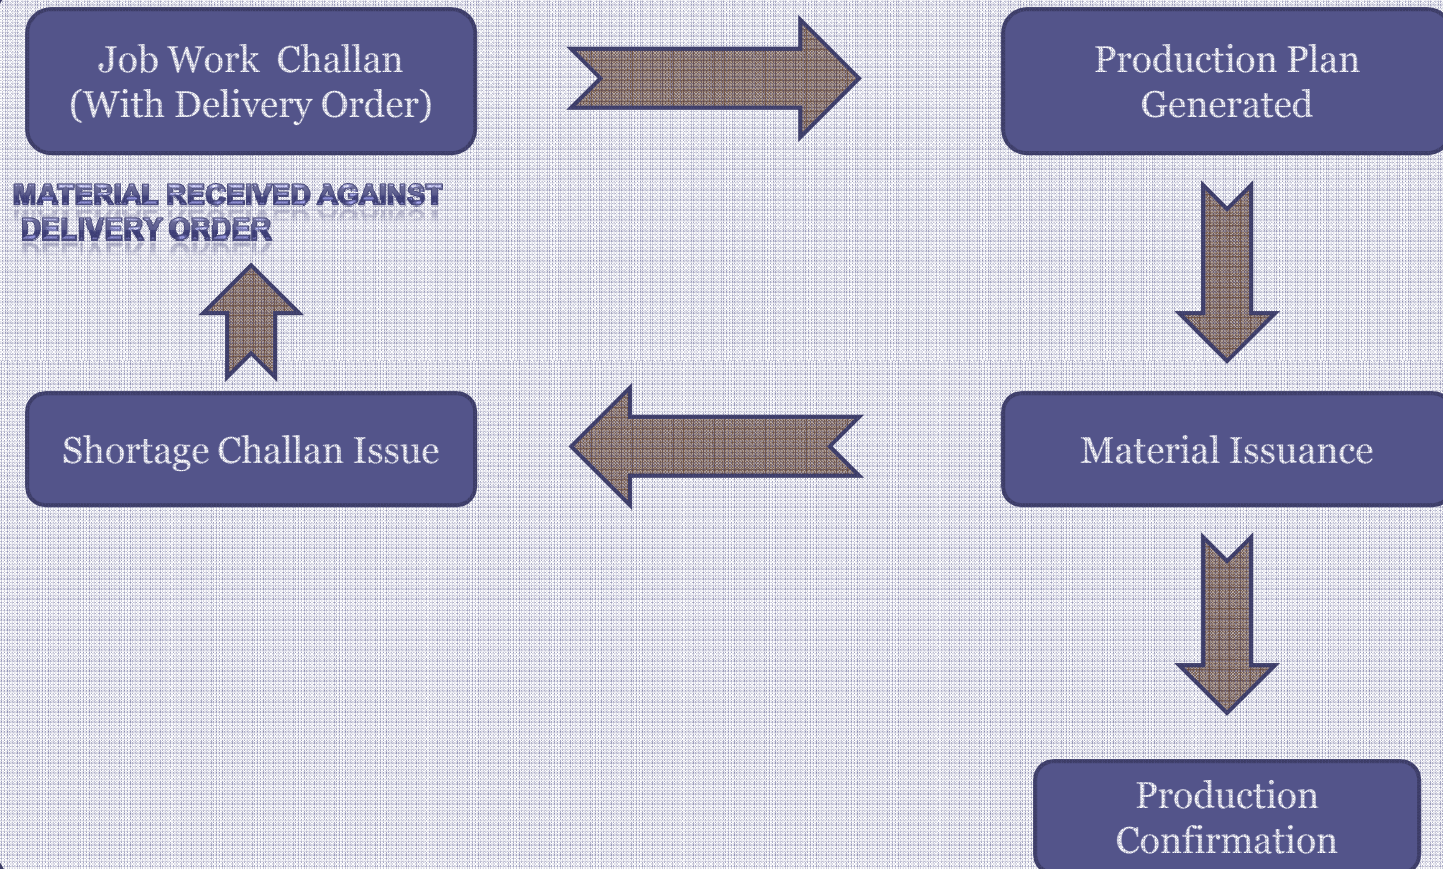 Job Work Challan
(With Delivery Order)
Production Plan
Generated
MATERIAL RECEIVED AGAINST
DELIVERY ORDER
Shortage Challan Issue
Material Issuance
Production
Confirmation